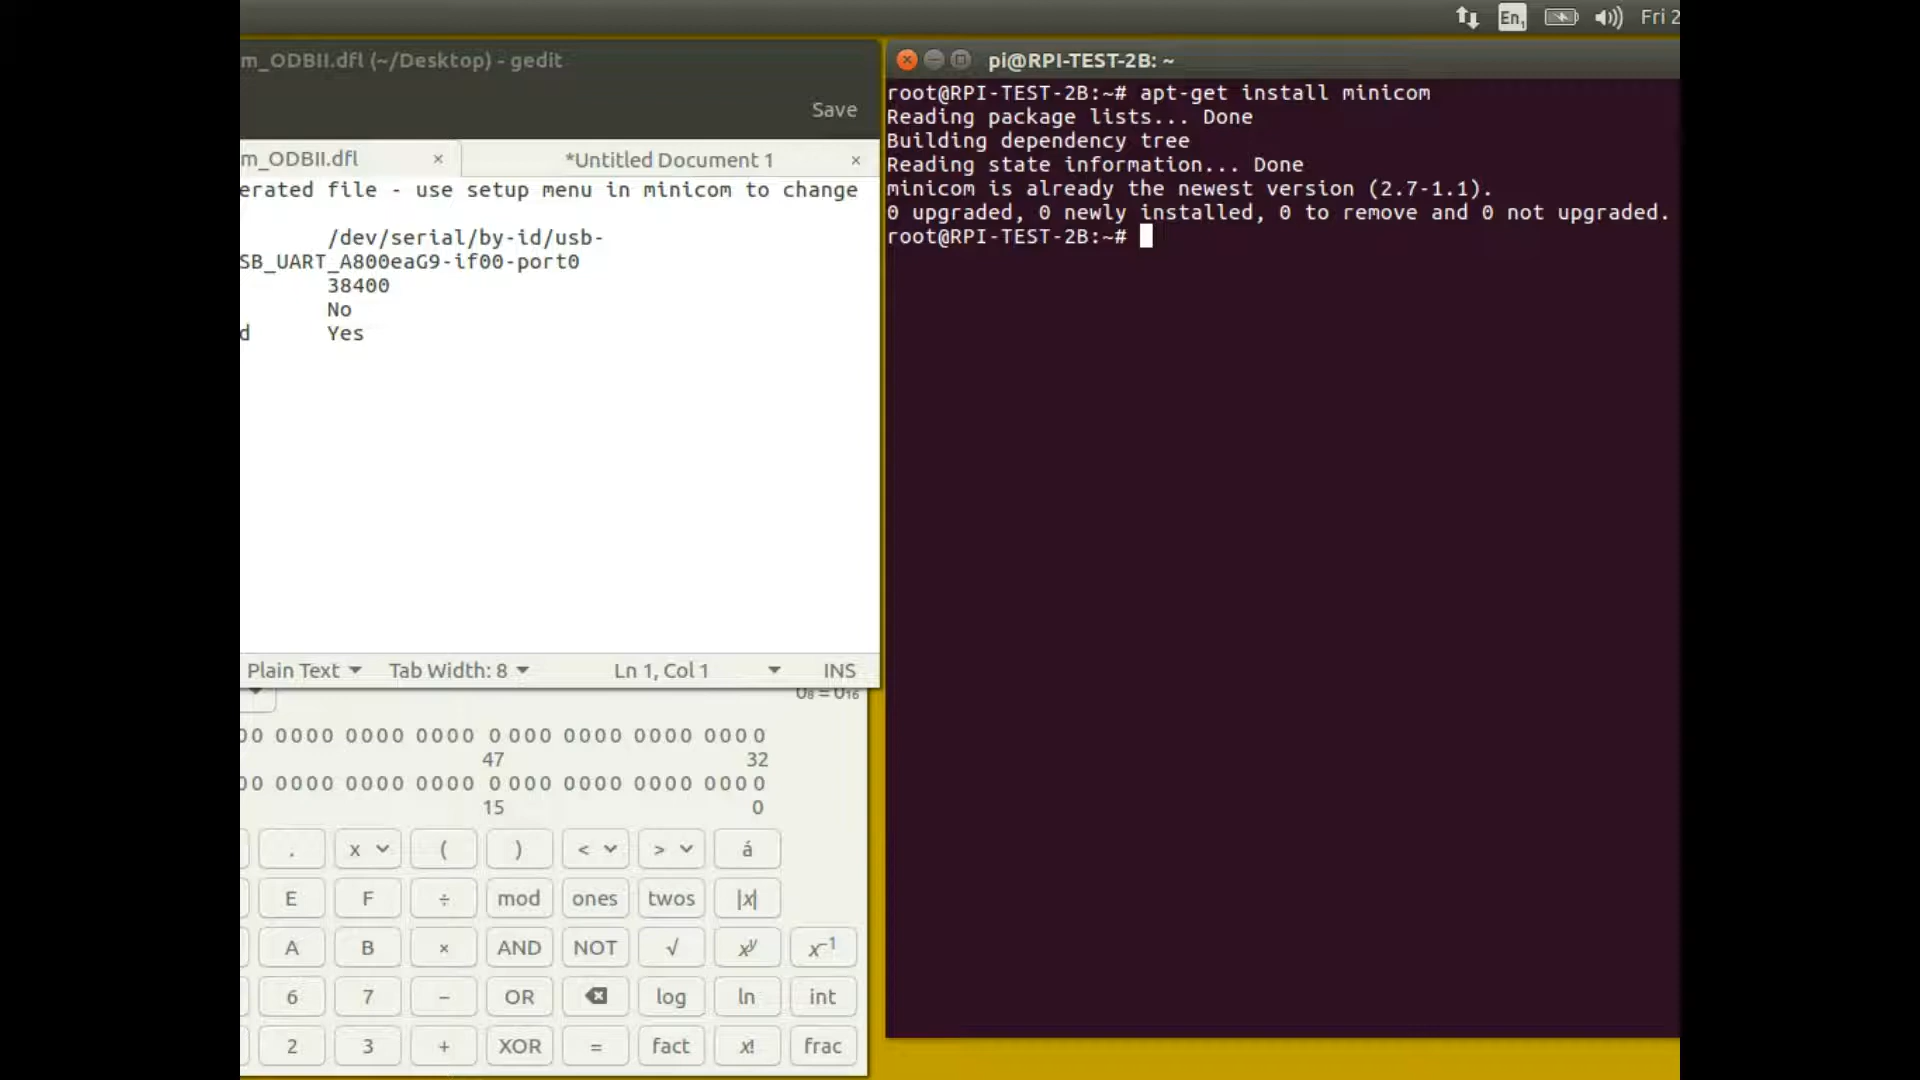 En1
Fri 2
m_ODBII.dfl (~/Desktop) - gedit
Save
m_ODBII.dfl × *Untitled Document 1 ×
erated file - use setup menu in minicom to change
/dev/serial/by-id/usb-
SB_UART_A800eaG9-if00-port0
38400
No
d Yes
Plain Text Tab Width: 8 Ln 1, Col 1 INS
pi@RPI-TEST-2B: ~
root@RPI-TEST-2B:~# apt-get install minicom
Reading package lists... Done
Building dependency tree
Reading state information... Done
minicom is already the newest version (2.7-1.1).
0 upgraded, 0 newly installed, 0 to remove and 0 not upgraded.
root@RPI-TEST-2B:~#
0₈ = 0₁₆
00 0000 0000 0000 0000 0000 0000 0000
47 32
00 0000 0000 0000 0000 0000 0000 0000
15 0
. x ( ) < > á
E F ÷ mod ones twos |x|
A B × AND NOT √ xʸ x⁻¹
6 7 − OR log ln int
2 3 + XOR = fact x! frac